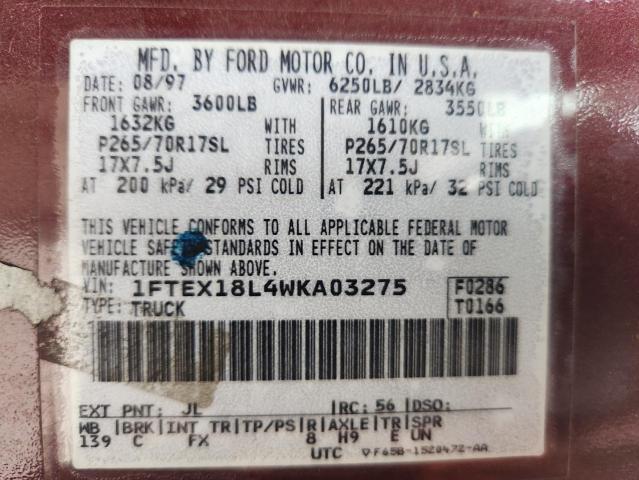 MFD. BY FORD MOTOR CO. IN U.S.A.
DATE: 08/97 GVWR: 6250LB/ 2834KG
FRONT GAWR: 3600LB REAR GAWR: 3550LB
1632KG WITH 1610KG WITH
P265/70R17SL TIRES P265/70R17SL TIRES
17X7.5J RIMS 17X7.5J RIMS
AT 200 kPa/ 29 PSI COLD AT 221 kPa/ 32 PSI COLD
THIS VEHICLE CONFORMS TO ALL APPLICABLE FEDERAL MOTOR
VEHICLE SAFETY STANDARDS IN EFFECT ON THE DATE OF
MANUFACTURE SHOWN ABOVE.
VIN: 1FTEX18L4WKA03275 F0286
TYPE: TRUCK T0166
EXT PNT: JL |RC: 56 |DSO:
WB |BRK|INT TR|TP/PS|R|AXLE|TR|SPR
139 C FX 8 H9 E UN
UTC ▽F65B-1520472-AA